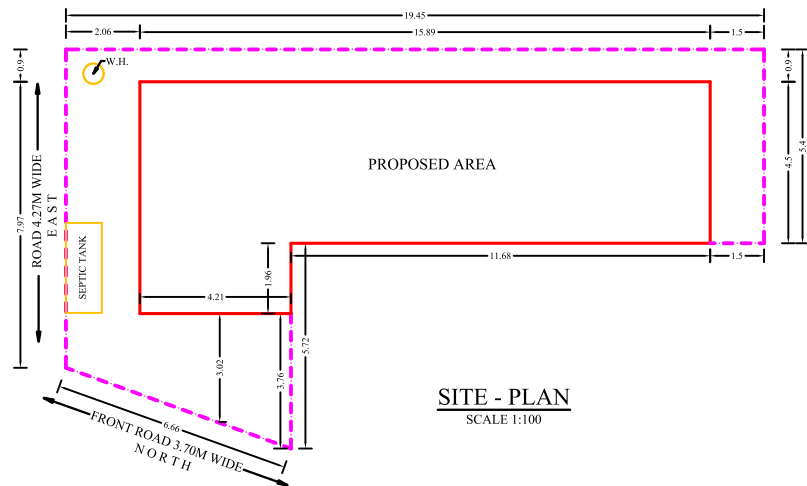 19.45
2.06
15.89
1.5
0.9
W.H.
0.9
PROPOSED AREA
4.5
5.4
7.97
ROAD 4.27M WIDE
EAST
SEPTIC TANK
1.96
11.68
1.5
4.21
3.02
3.76
5.72
6.66
FRONT ROAD 3.70M WIDE
NORTH
SITE - PLAN
SCALE 1:100